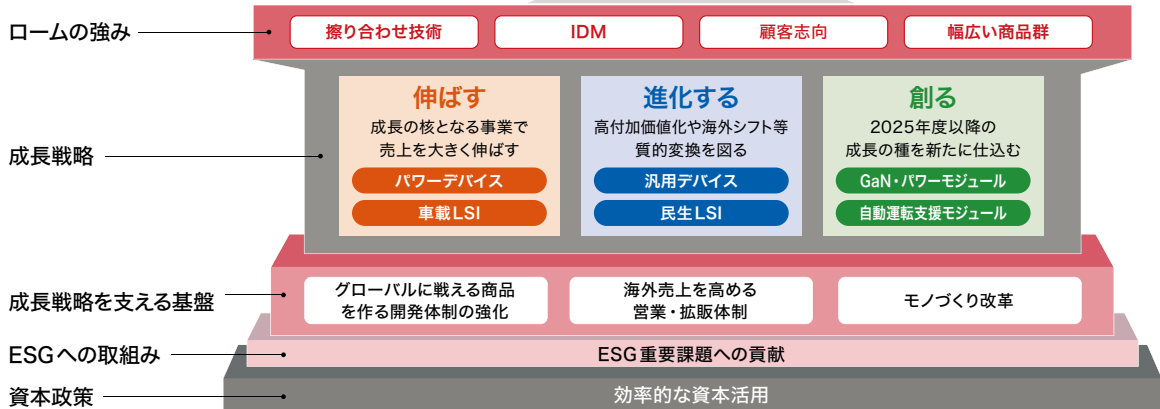 ロームの強み
擦り合わせ技術
IDM
顧客志向
幅広い商品群
成長戦略
伸ばす
成長の核となる事業で
売上を大きく伸ばす
パワーデバイス
車載LSI
進化する
高付加価値化や海外シフト等
質的変換を図る
汎用デバイス
民生LSI
創る
2025年度以降の
成長の種を新たに仕込む
GaN・パワーモジュール
自動運転支援モジュール
成長戦略を支える基盤
グローバルに戦える商品
を作る開発体制の強化
海外売上を高める
営業・拡販体制
モノづくり改革
ESGへの取組み
ESG重要課題への貢献
資本政策
効率的な資本活用